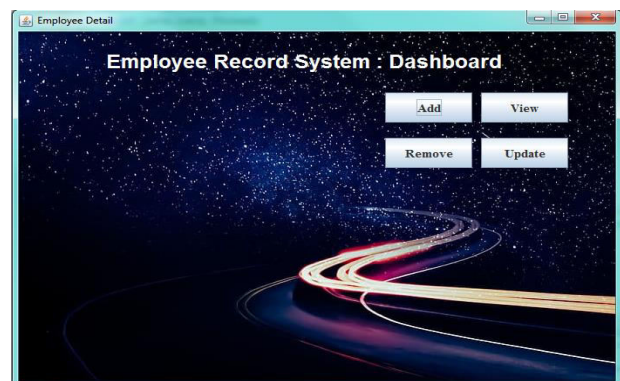 Employee Detail
Employee Record System : Dashboard
Add View
Remove Update